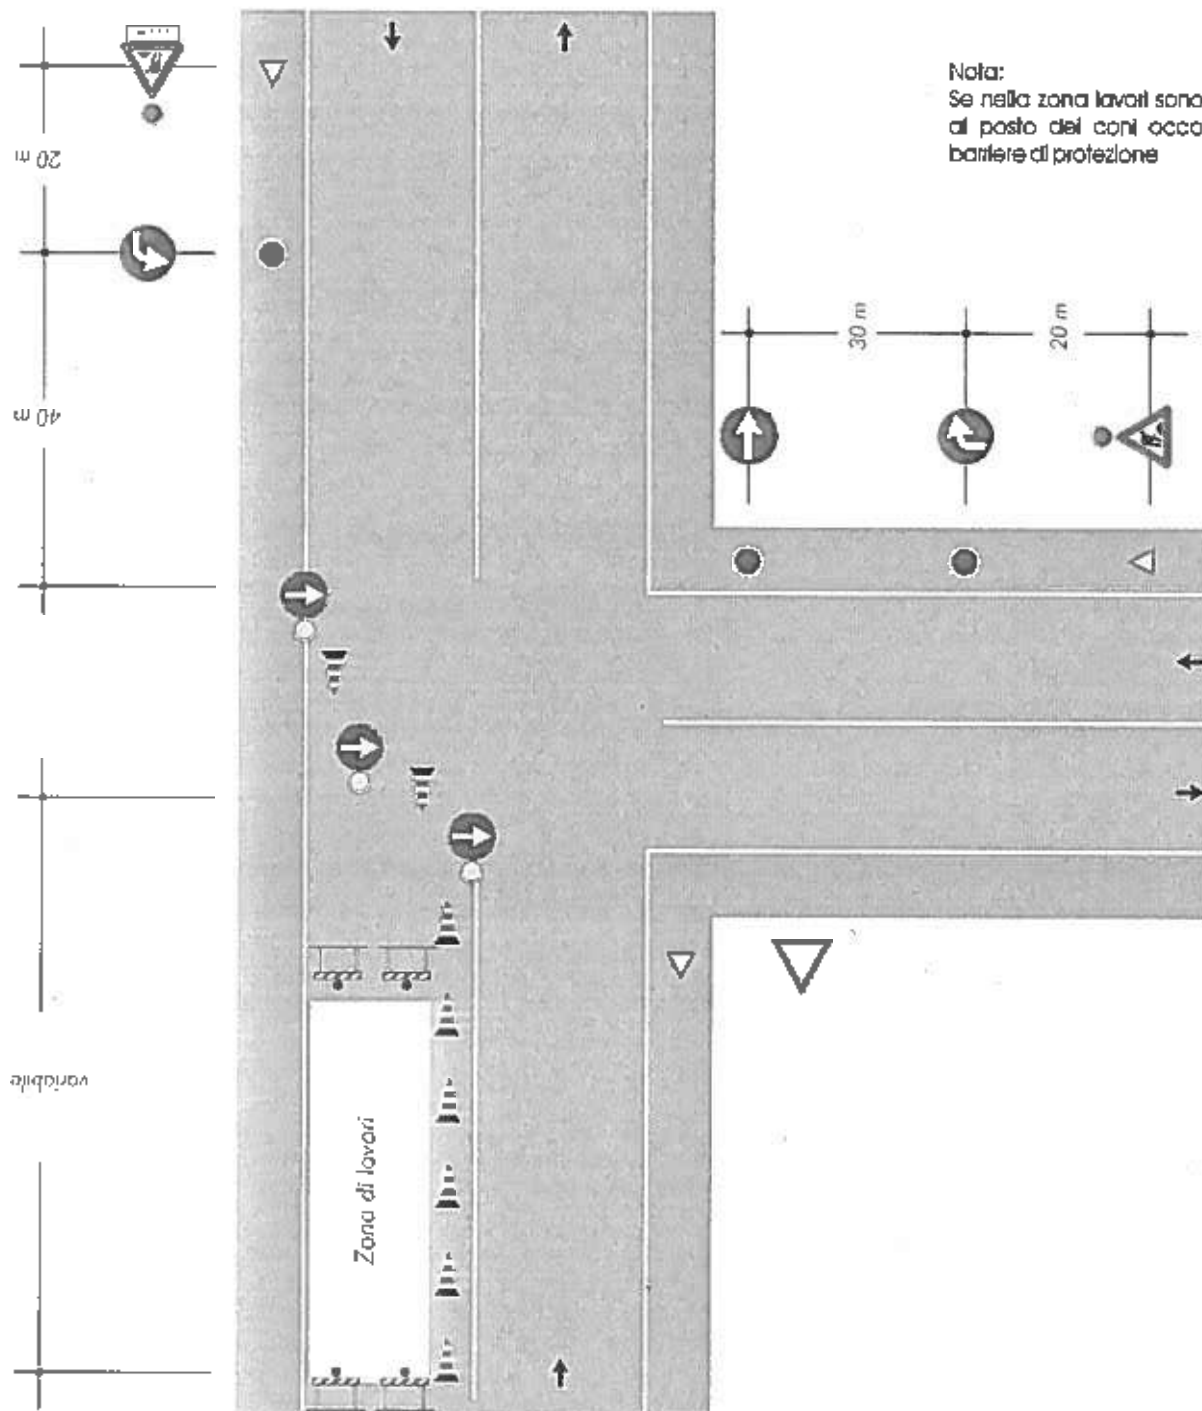 Nota:
Se nella zona lavori sono
al posto dei coni occo
barriere di protezione
20 m
40 m
variabile
30 m
20 m
Zona di lavori